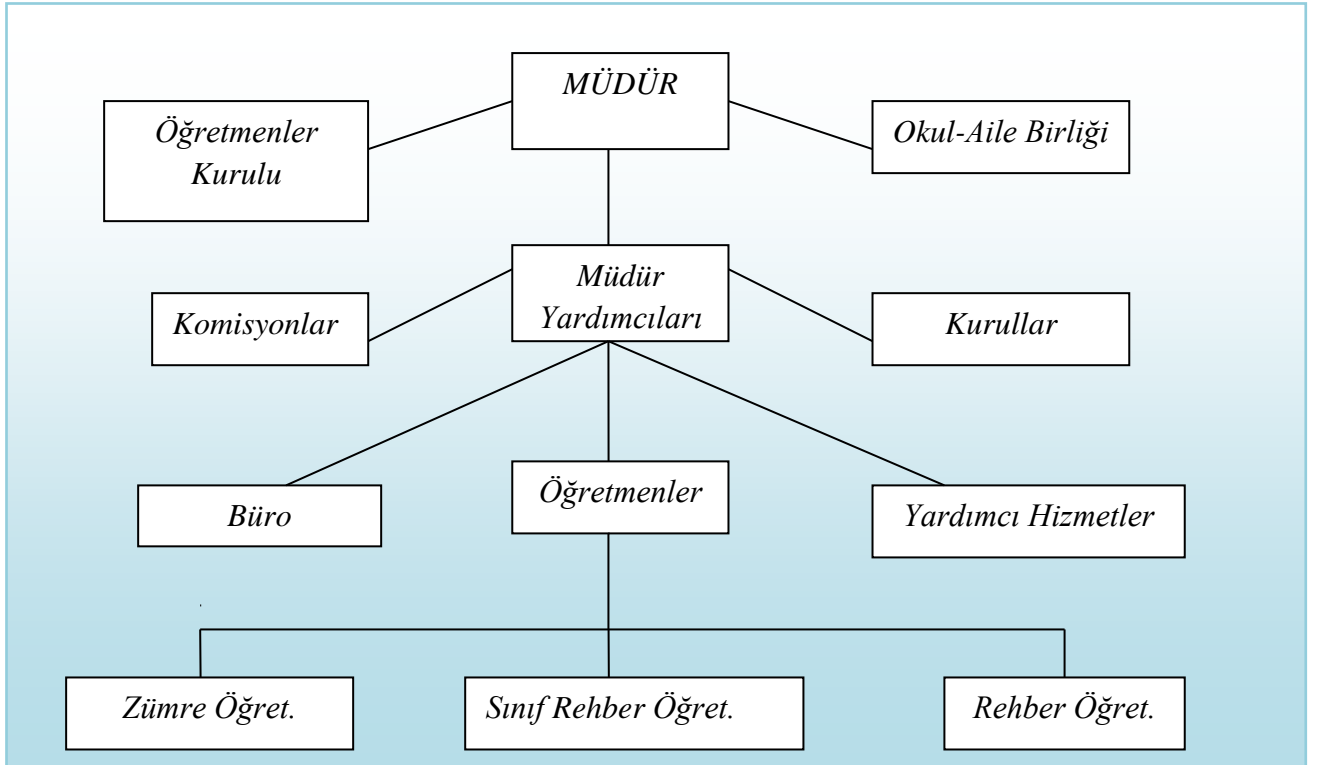 MÜDÜR
Öğretmenler
Kurulu
Okul-Aile Birliği
Müdür
Yardımcıları
Komisyonlar
Kurullar
Büro
Öğretmenler
Yardımcı Hizmetler
Zümre Öğret.
Sınıf Rehber Öğret.
Rehber Öğret.